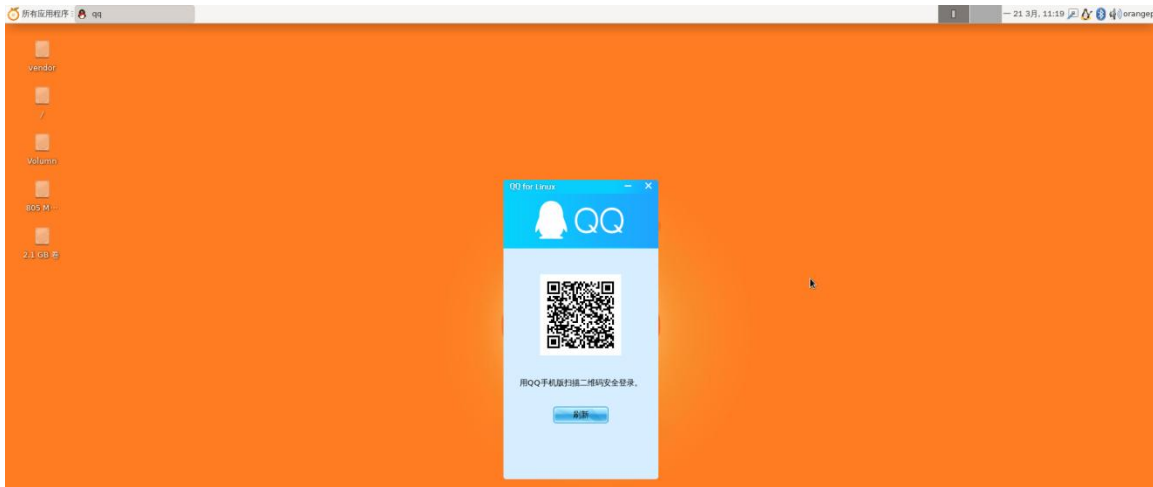 所有应用程序
qq
一 21 3月, 11:19
orangep
Vendor
/
Volumn
805 M...
2.1 GB 卷
QQ for Linux
QQ
用QQ手机版扫描二维码安全登录。
刷新